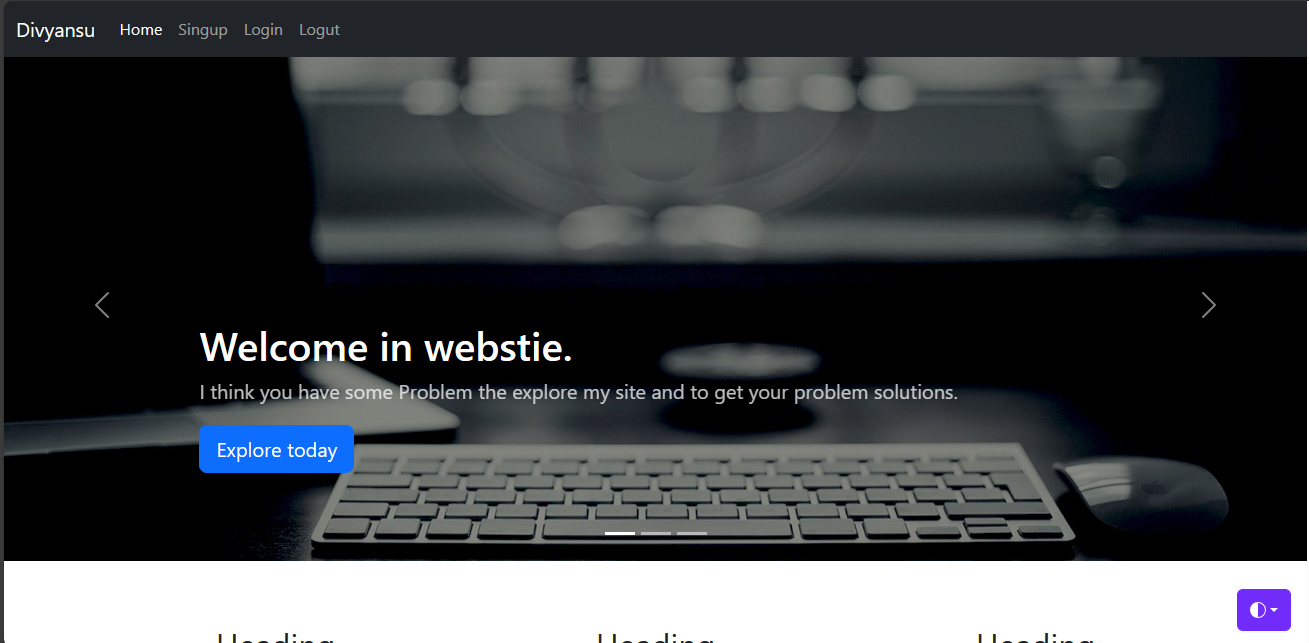 Divyansu Home Singup Login Logut
Welcome in webstie.
I think you have some Problem the explore my site and to get your problem solutions.
Explore today
Heading Heading Heading